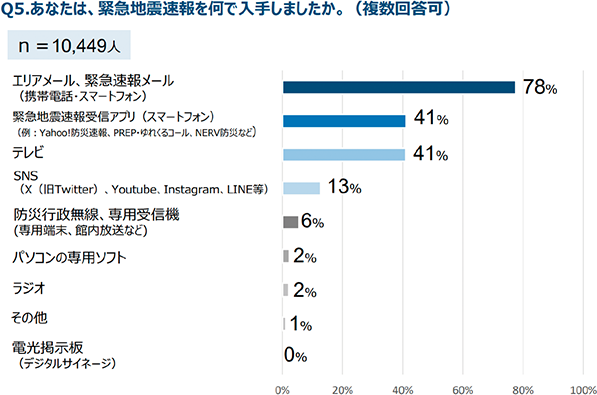 Q5.あなたは、緊急地震速報を何で入手しましたか。（複数回答可）
n＝10,449人
エリアメール、緊急速報メール
（携帯電話・スマートフォン）
78%
緊急地震速報受信アプリ（スマートフォン）
（例：Yahoo!防災速報、PREP・ゆれくるコール、NERV防災など）
41%
テレビ
41%
SNS
（X（旧Twitter）、Youtube、Instagram、LINE等）
13%
防災行政無線、専用受信機
(専用端末、館内放送など)
6%
パソコンの専用ソフト
2%
ラジオ
2%
その他
1%
電光掲示板
（デジタルサイネージ）
0%
0% 20% 40% 60% 80% 100%